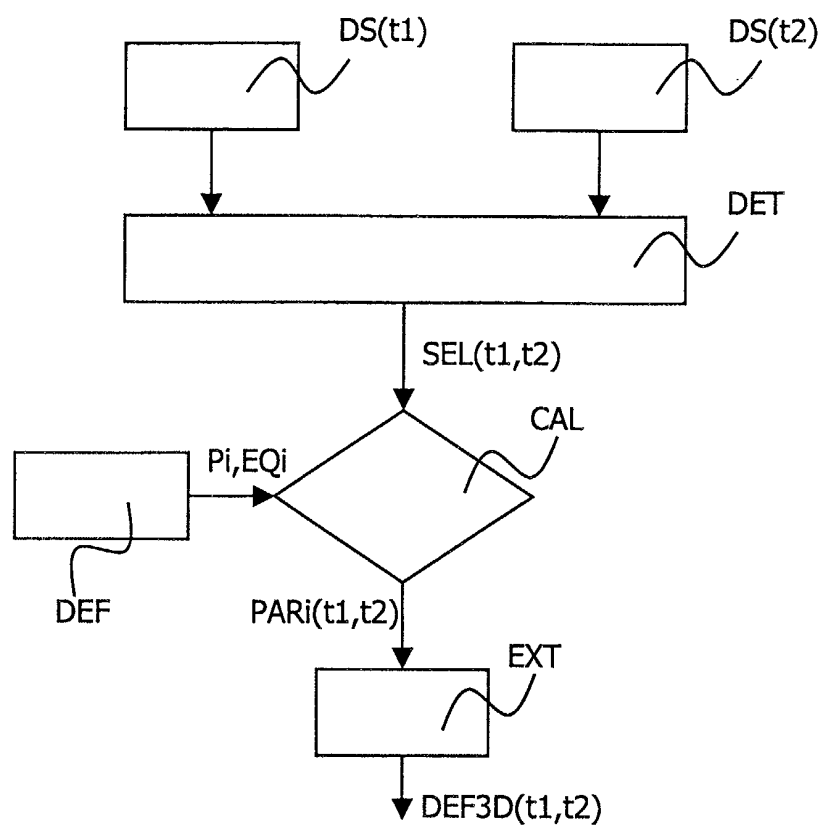 DS(t1)
DS(t2)
DET
SEL(t1,t2)
CAL
Pi,EQi
DEF
PARi(t1,t2)
EXT
DEF3D(t1,t2)